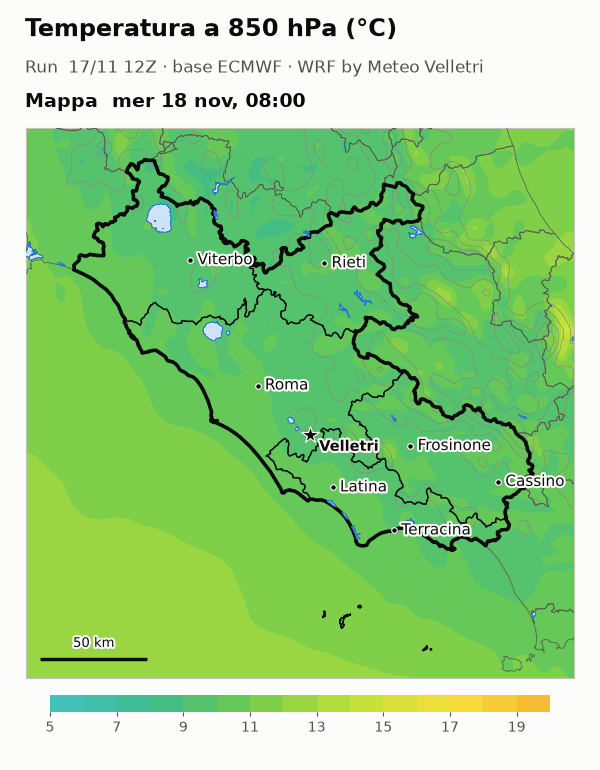 Temperatura a 850 hPa (°C)
Run  17/11 12Z · base ECMWF · WRF by Meteo Velletri
Mappa  mer 18 nov, 08:00
Viterbo
Rieti
Roma
Velletri
Frosinone
Latina
Cassino
Terracina
50 km
5 7 9 11 13 15 17 19